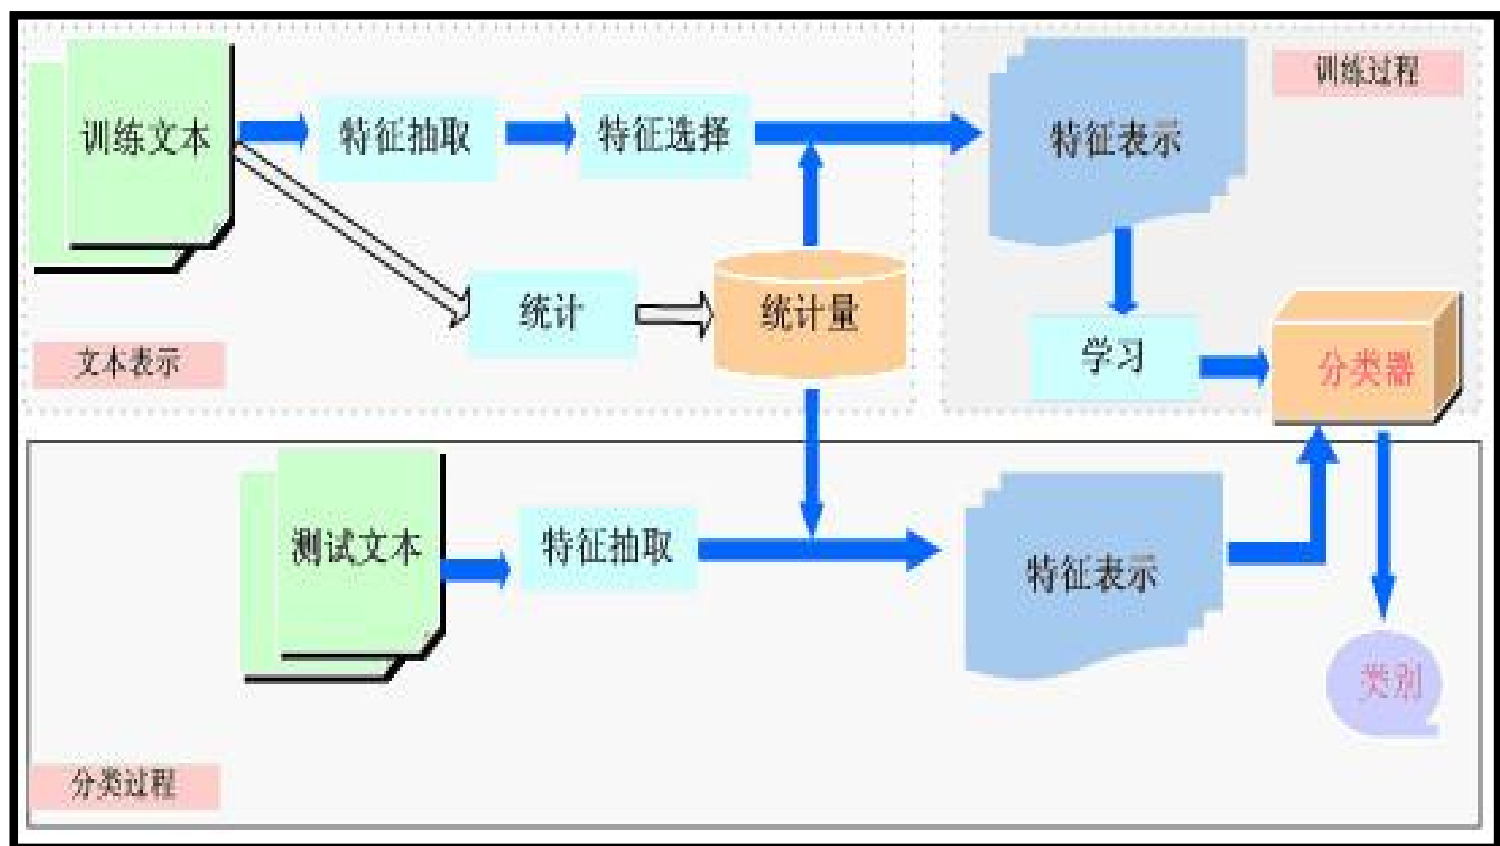 训练过程
训练文本
特征抽取
特征选择
特征表示
统计
统计量
学习
分类器
文本表示
测试文本
特征抽取
特征表示
类别
分类过程